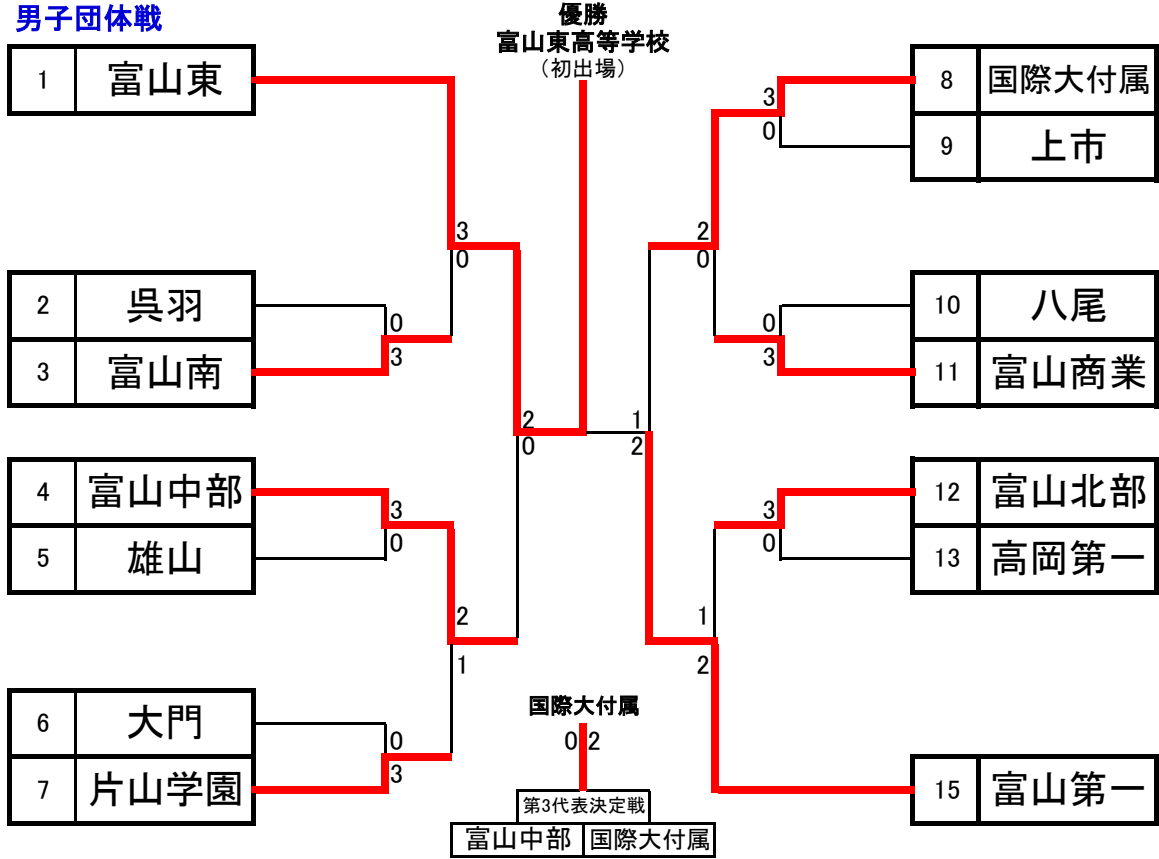 男子団体戦
優勝
富山東高等学校
（初出場）
1 富山東
2 呉羽
3 富山南
4 富山中部
5 雄山
6 大門
7 片山学園
8 国際大付属
9 上市
10 八尾
11 富山商業
12 富山北部
13 高岡第一
15 富山第一
3
0
0
3
3
0
2
1
0
3
2
0
3
0
2
0
0
3
1
2
3
0
1
2
国際大付属
0 2
第3代表決定戦
富山中部 国際大付属